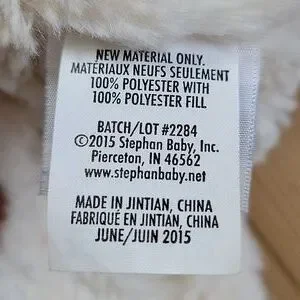 NEW MATERIAL ONLY.
MATÉRIAUX NEUFS SEULEMENT
100% POLYESTER WITH
100% POLYESTER FILL
BATCH/LOT #2284
©2015 Stephan Baby, Inc.
Pierceton, IN 46562
www.stephanbaby.net
MADE IN JINTIAN, CHINA
FABRIQUÉ EN JINTIAN, CHINA
JUNE/JUIN 2015